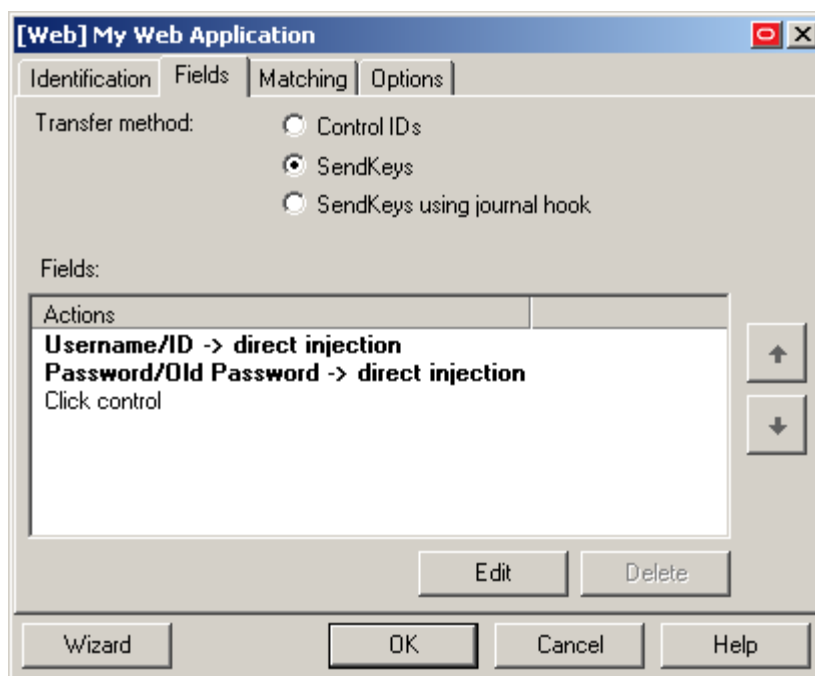 [Web] My Web Application
Identification Fields Matching Options
Transfer method:
Control IDs
SendKeys
SendKeys using journal hook
Fields:
Actions
Username/ID -> direct injection
Password/Old Password -> direct injection
Click control
Edit Delete
Wizard OK Cancel Help